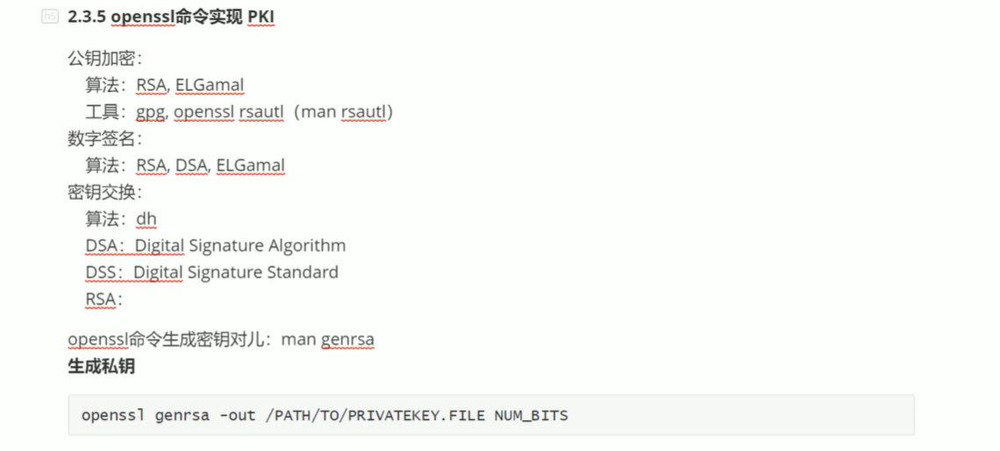 h5
2.3.5 openssl命令实现 PKI
公钥加密：
算法：RSA, ELGamal
工具：gpg, openssl rsautl（man rsautl）
数字签名：
算法：RSA, DSA, ELGamal
密钥交换：
算法：dh
DSA：Digital Signature Algorithm
DSS：Digital Signature Standard
RSA：
openssl命令生成密钥对儿：man genrsa
生成私钥
openssl genrsa -out /PATH/TO/PRIVATEKEY.FILE NUM_BITS